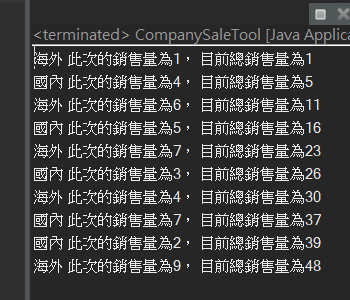 <terminated> CompanySaleTool [Java Applica
海外 此次的銷售量為1， 目前總銷售量為1
國內 此次的銷售量為4， 目前總銷售量為5
海外 此次的銷售量為6， 目前總銷售量為11
國內 此次的銷售量為5， 目前總銷售量為16
海外 此次的銷售量為7， 目前總銷售量為23
國內 此次的銷售量為3， 目前總銷售量為26
海外 此次的銷售量為4， 目前總銷售量為30
國內 此次的銷售量為7， 目前總銷售量為37
國內 此次的銷售量為2， 目前總銷售量為39
海外 此次的銷售量為9， 目前總銷售量為48